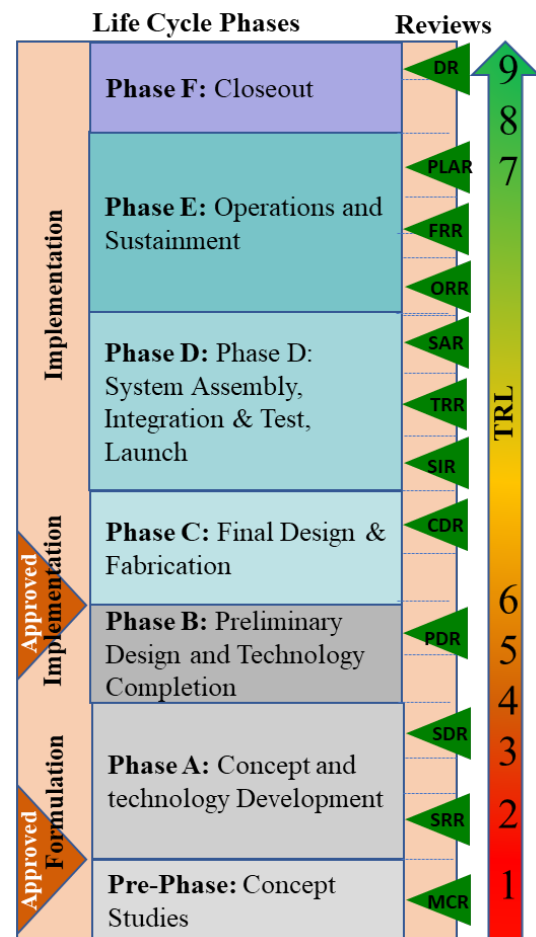 Life Cycle Phases
Reviews
Phase F: Closeout
DR
9
8
PLAR
7
Phase E: Operations and
Sustainment
FRR
ORR
Implementation
Phase D: Phase D:
System Assembly,
Integration & Test,
Launch
SAR
TRR
SIR
TRL
Phase C: Final Design &
Fabrication
CDR
Approved
Implementation
6
Phase B: Preliminary
Design and Technology
Completion
PDR
5
4
SDR
3
Phase A: Concept and
technology Development
SRR
2
Approved
Formulation
Pre-Phase: Concept
Studies
MCR
1